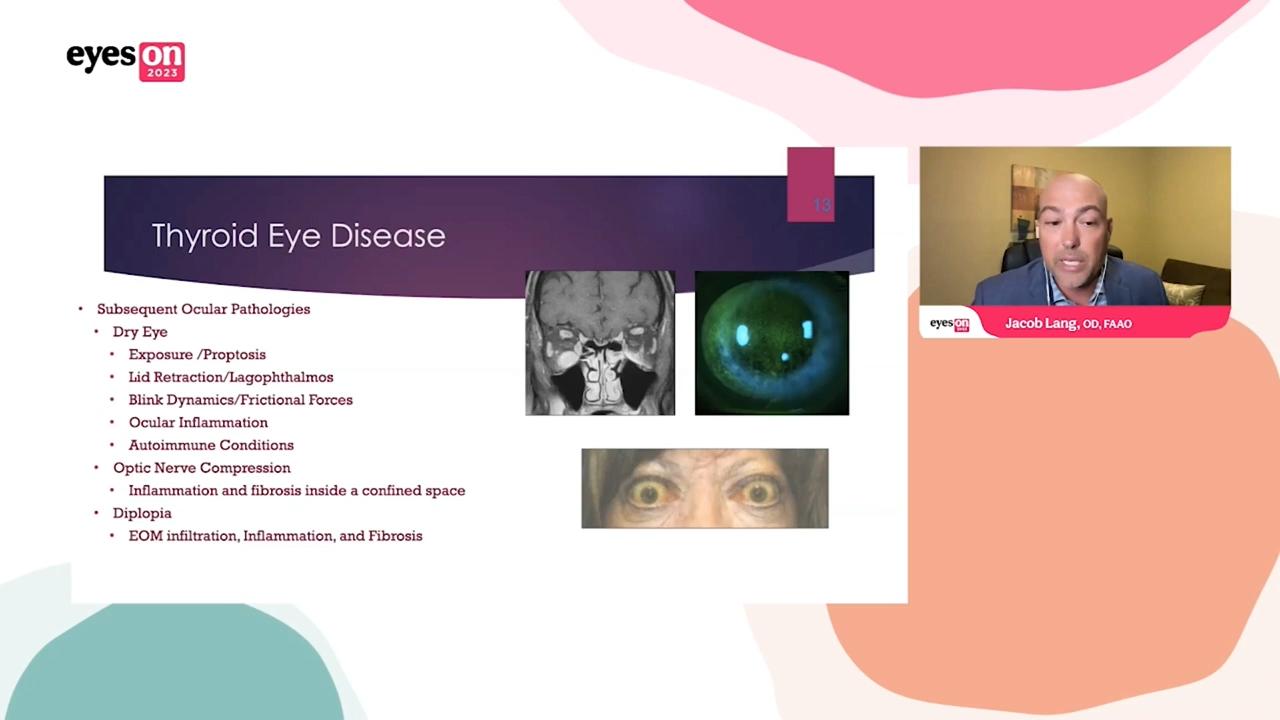 eyes on
2023
13
Thyroid Eye Disease
• Subsequent Ocular Pathologies
• Dry Eye
• Exposure /Proptosis
• Lid Retraction/Lagophthalmos
• Blink Dynamics/Frictional Forces
• Ocular Inflammation
• Autoimmune Conditions
• Optic Nerve Compression
• Inflammation and fibrosis inside a confined space
• Diplopia
• EOM infiltration, Inflammation, and Fibrosis
eyes on
2023
Jacob Lang, OD, FAAO